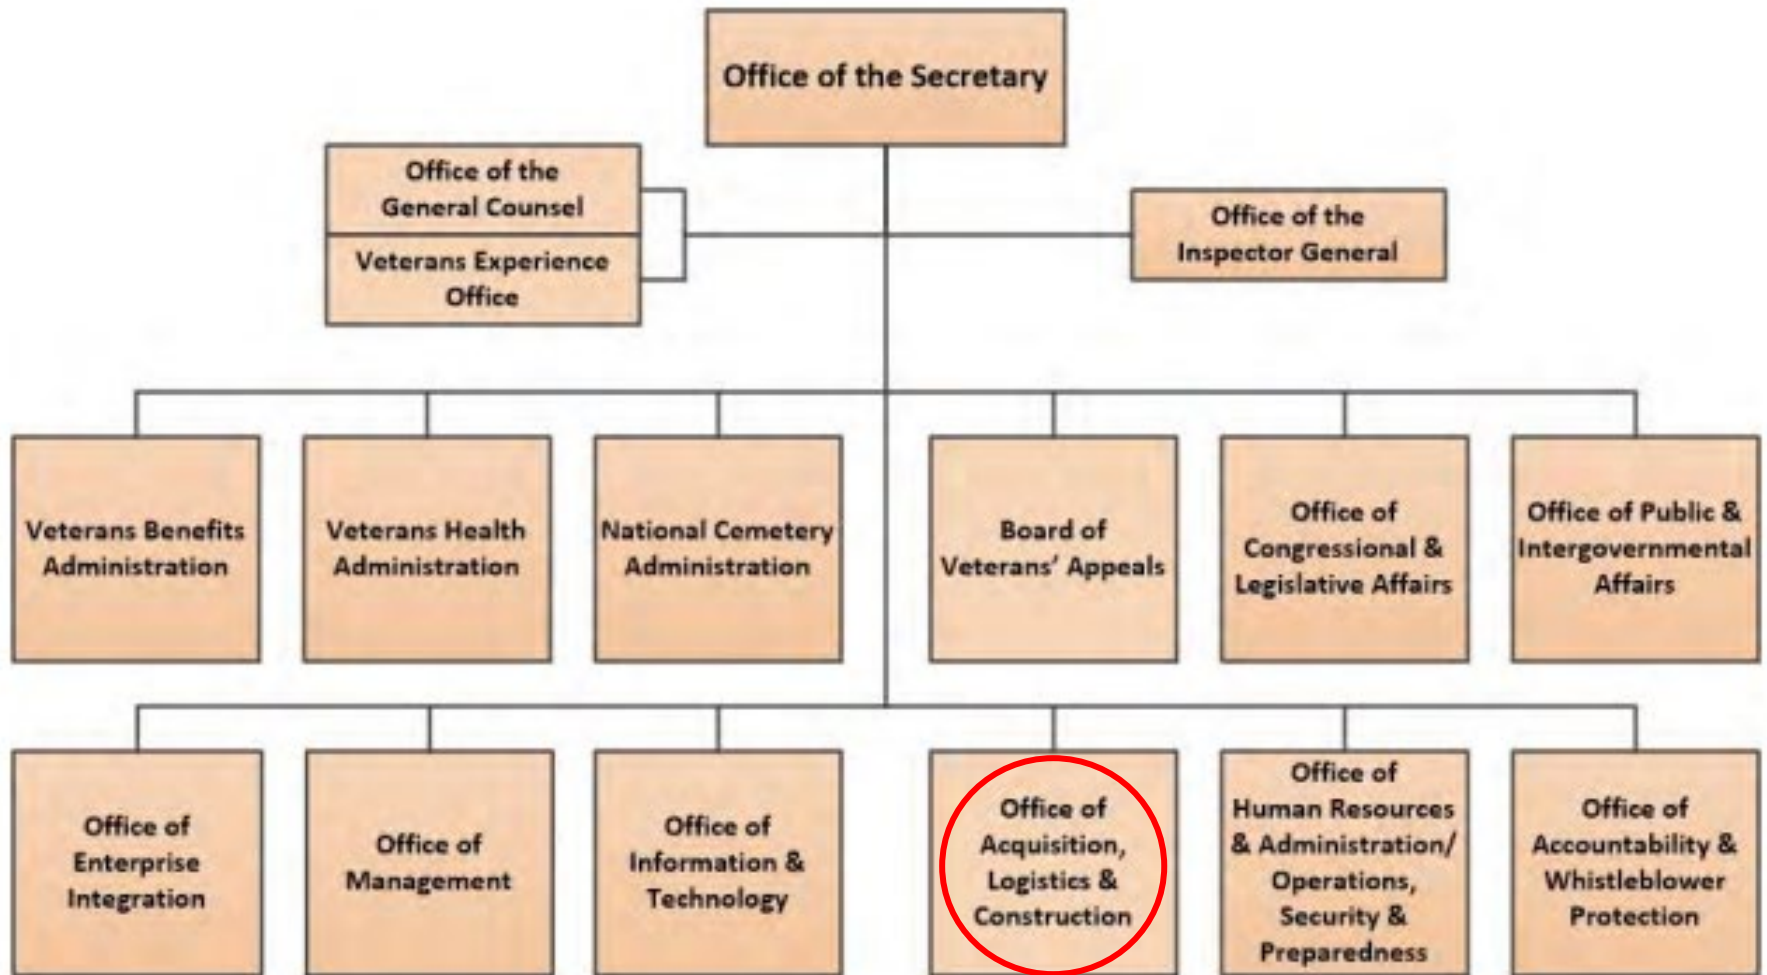 Office of the Secretary
Office of the
General Counsel
Veterans Experience
Office
Office of the
Inspector General
Veterans Benefits
Administration
Veterans Health
Administration
National Cemetery
Administration
Board of
Veterans’ Appeals
Office of
Congressional &
Legislative Affairs
Office of Public &
Intergovernmental
Affairs
Office of
Enterprise
Integration
Office of
Management
Office of
Information &
Technology
Office of
Acquisition,
Logistics &
Construction
Office of
Human Resources
& Administration/
Operations,
Security &
Preparedness
Office of
Accountability &
Whistleblower
Protection